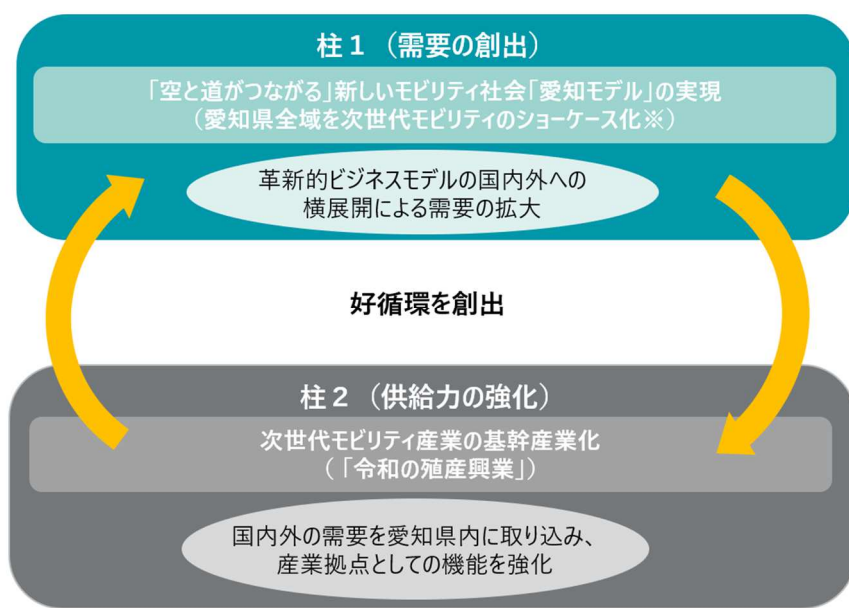 柱１（需要の創出）
「空と道がつながる」新しいモビリティ社会「愛知モデル」の実現
（愛知県全域を次世代モビリティのショーケース化※）
革新的ビジネスモデルの国内外への
横展開による需要の拡大
好循環を創出
柱２（供給力の強化）
次世代モビリティ産業の基幹産業化
（「令和の殖産興業」）
国内外の需要を愛知県内に取り込み、
産業拠点としての機能を強化